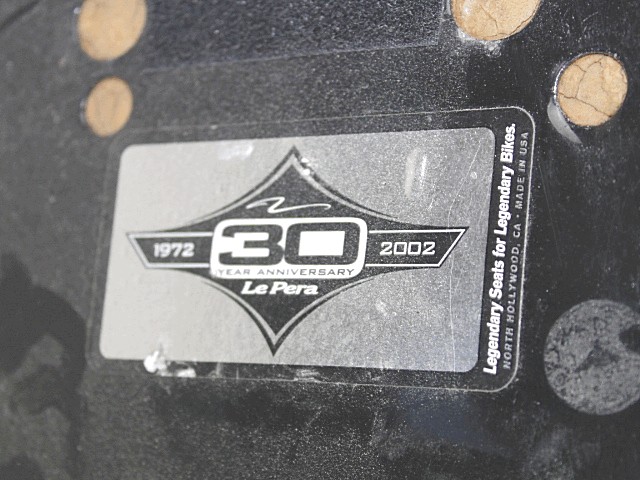 1972 30 2002
YEAR ANNIVERSARY
Le Pera
Legendary Seats for Legendary Bikes.
NORTH HOLLYWOOD, CA • MADE IN USA